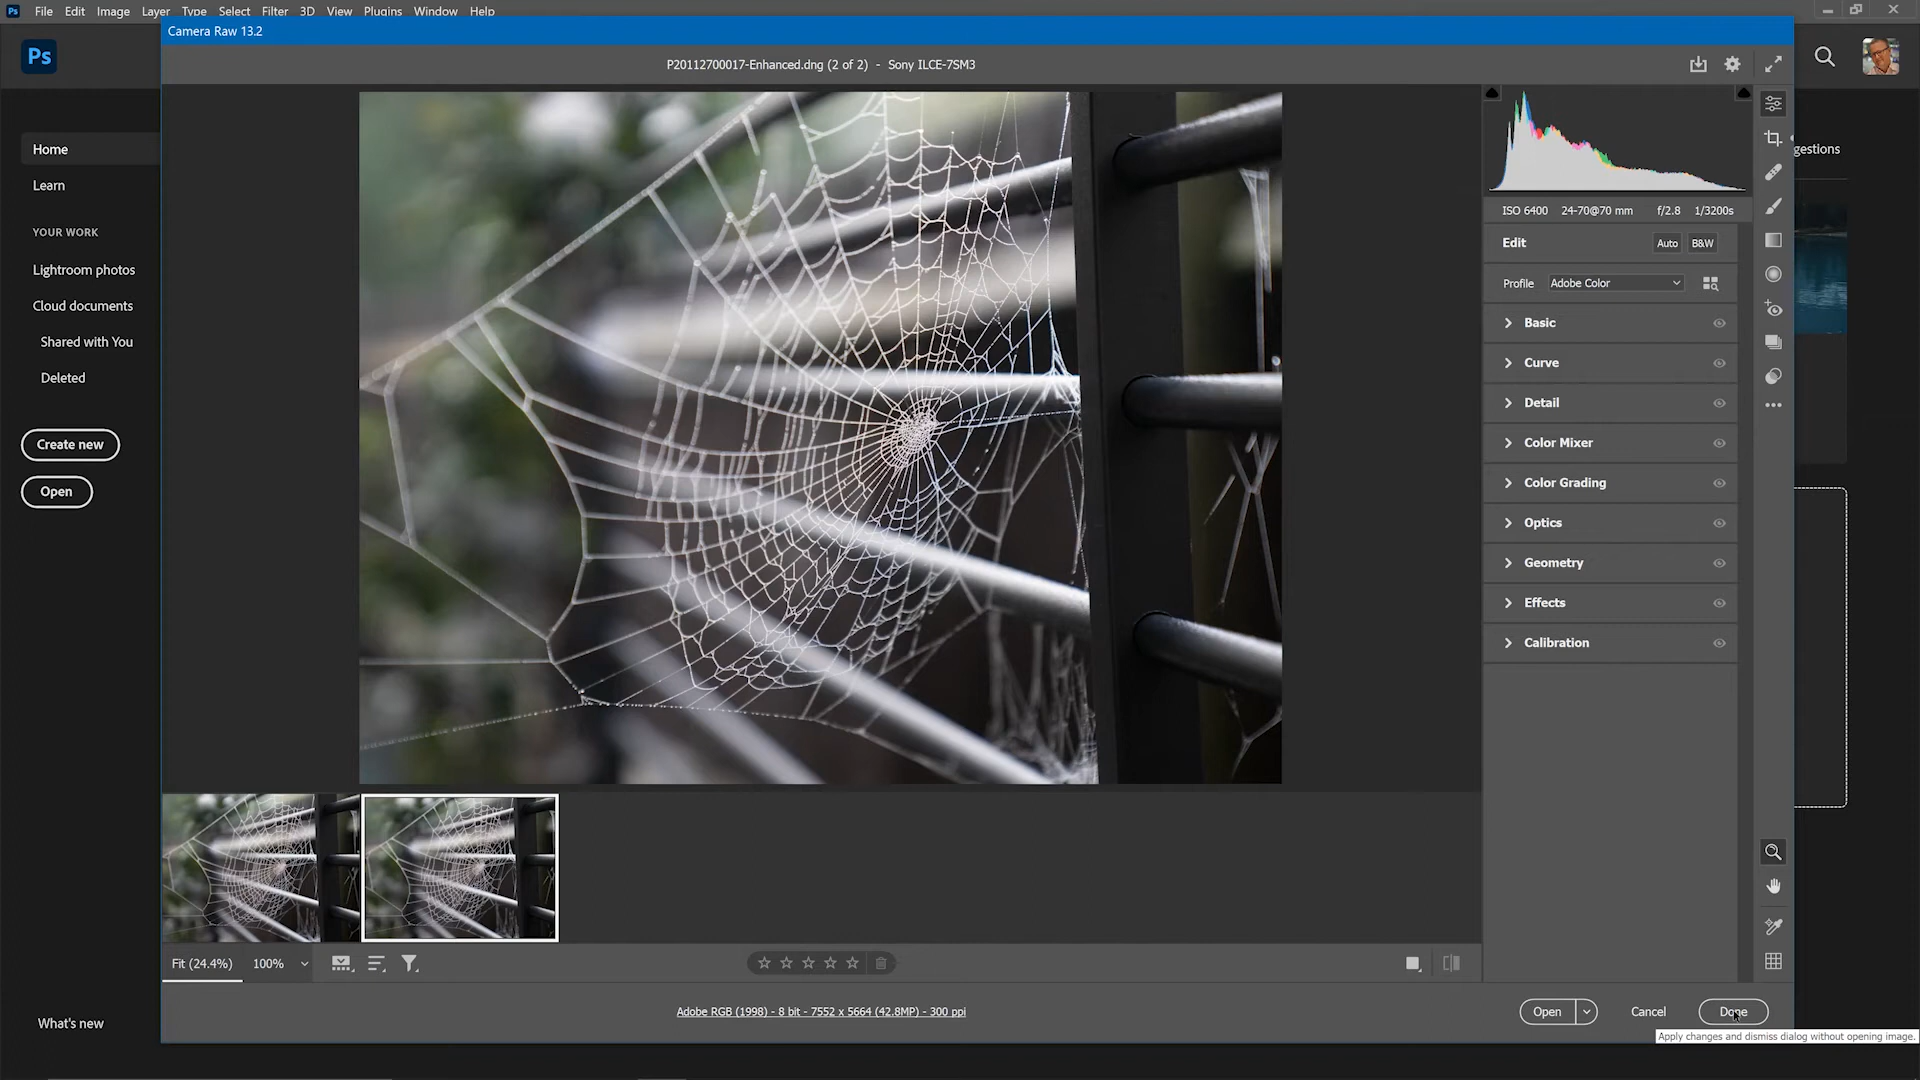 Ps File Edit Image Layer Type Select Filter 3D View Plugins Window Help
Camera Raw 13.2
Ps
P20112700017-Enhanced.dng (2 of 2) - Sony ILCE-7SM3
Home
Learn
YOUR WORK
Lightroom photos
Cloud documents
Shared with You
Deleted
Create new
Open
What's new
gestions
ISO 6400 24-70@70 mm f/2.8 1/3200s
Edit Auto B&W
Profile Adobe Color
Basic
Curve
Detail
Color Mixer
Color Grading
Optics
Geometry
Effects
Calibration
Fit (24.4%) 100%
Adobe RGB (1998) - 8 bit - 7552 x 5664 (42.8MP) - 300 ppi
Open Cancel Done
Apply changes and dismiss dialog without opening image.